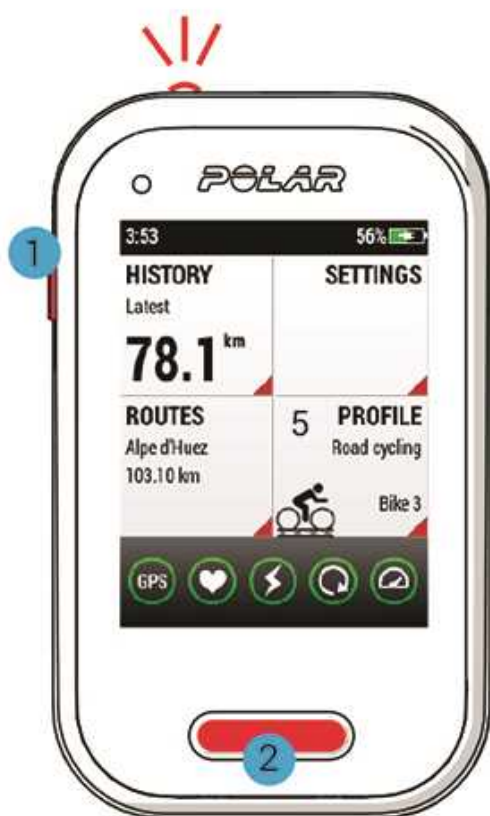 POLAR
1
3:53 56%
HISTORY
Latest
78.1 km
SETTINGS
ROUTES
Alpe d'Huez
103.10 km
5 PROFILE
Road cycling
Bike 3
GPS
2